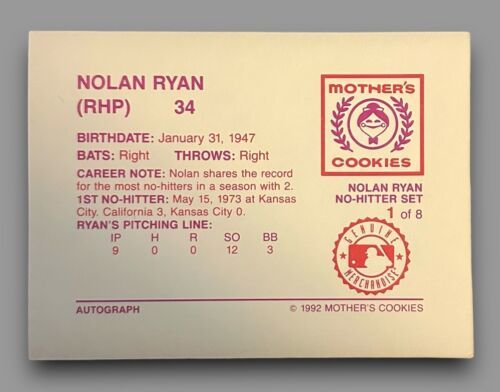 NOLAN RYAN
(RHP) 34
BIRTHDATE: January 31, 1947
BATS: Right THROWS: Right
CAREER NOTE: Nolan shares the record
for the most no-hitters in a season with 2.
1ST NO-HITTER: May 15, 1973 at Kansas
City. California 3, Kansas City 0.
RYAN'S PITCHING LINE:
IP H R SO BB
9 0 0 12 3
AUTOGRAPH
MOTHER'S
COOKIES
NOLAN RYAN
NO-HITTER SET
1 of 8
GENUINE
MERCHANDISE
© 1992 MOTHER'S COOKIES